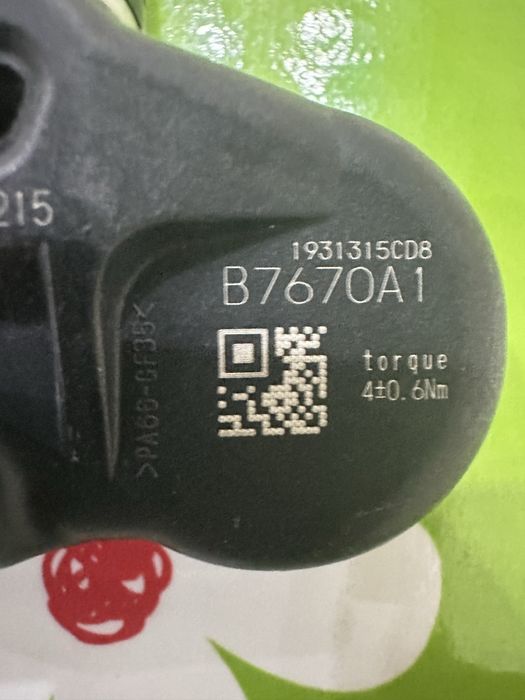 215
1931315CD8
B7670A1
torque
4±0.6Nm
>PA66-GF35<